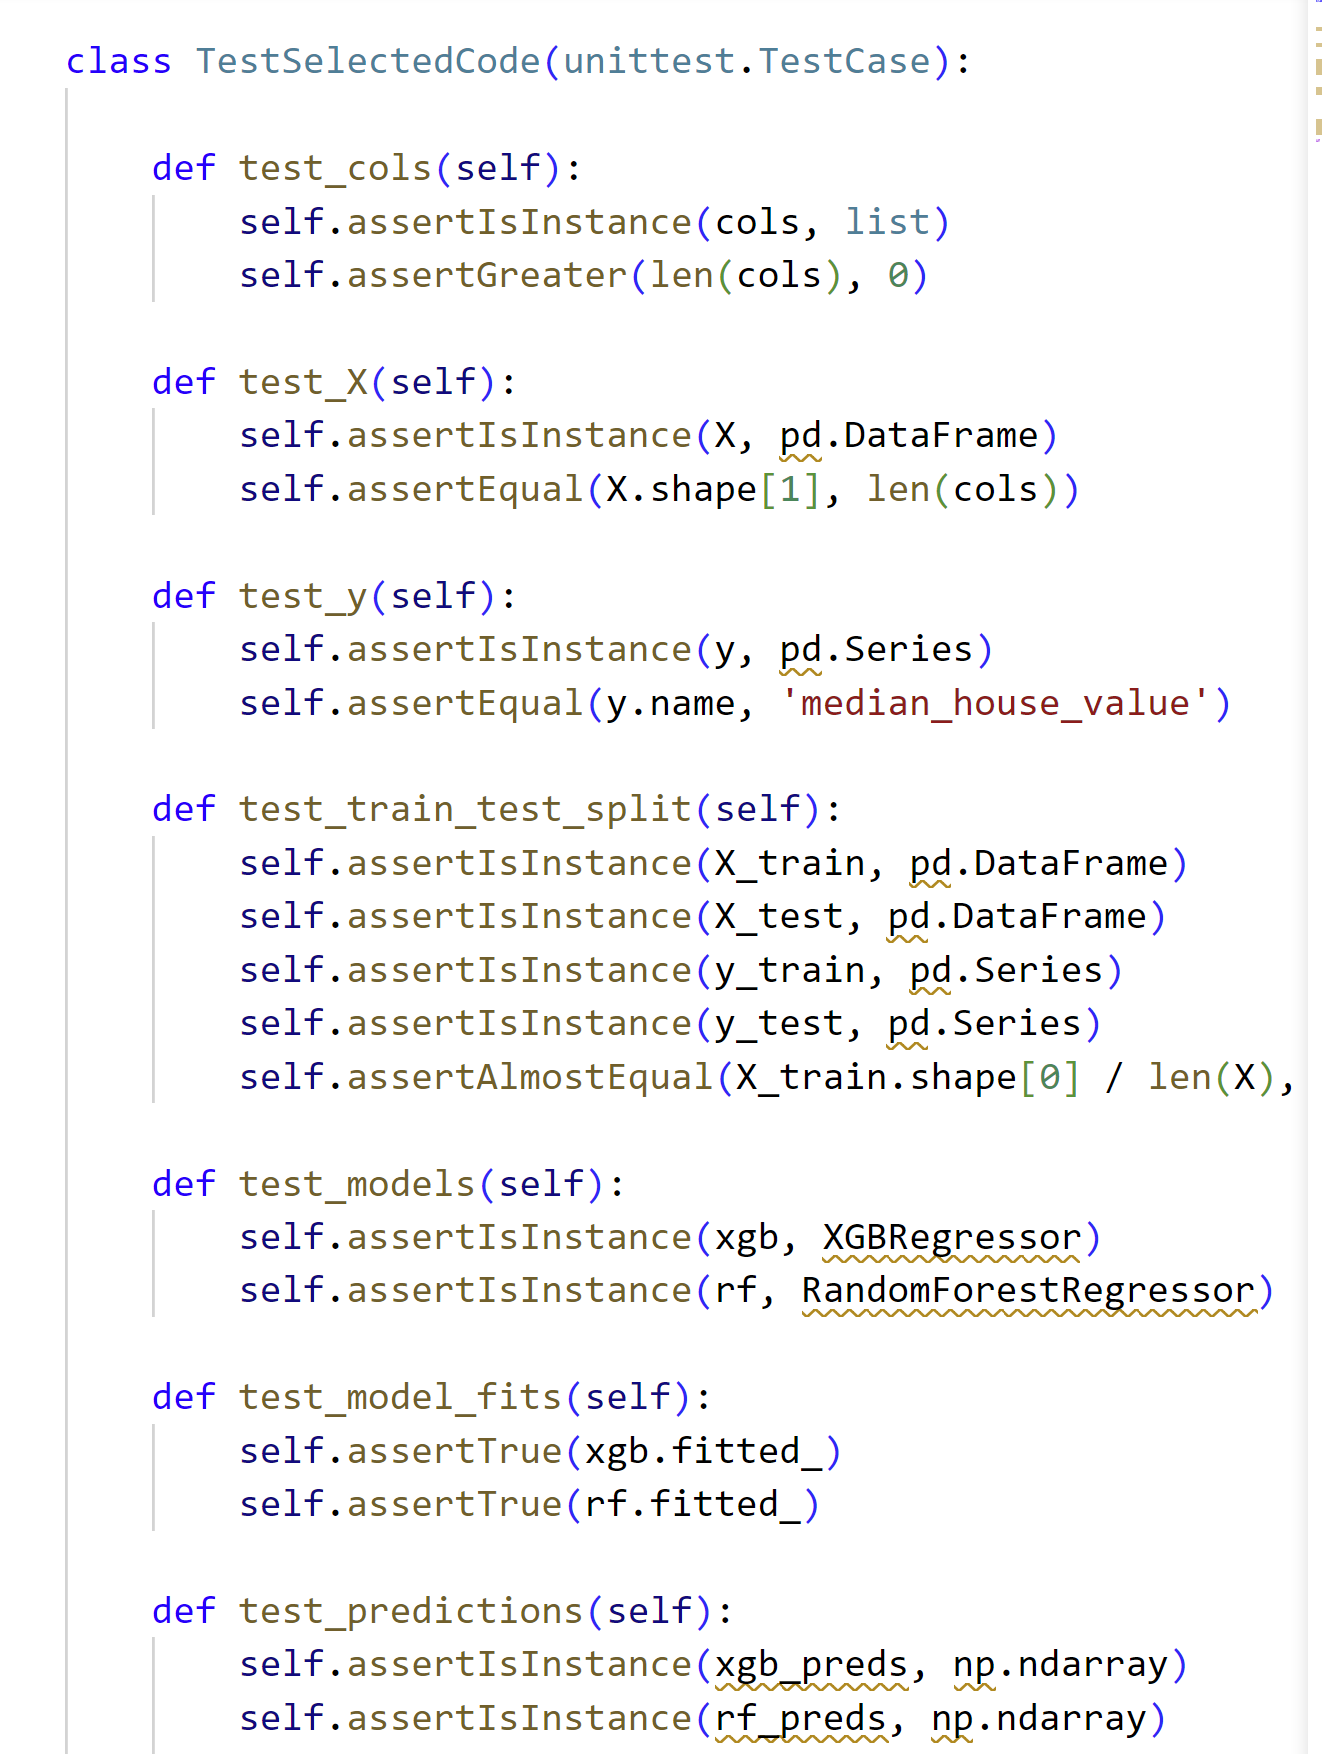 class TestSelectedCode(unittest.TestCase):
def test_cols(self):
self.assertIsInstance(cols, list)
self.assertGreater(len(cols), 0)
def test_X(self):
self.assertIsInstance(X, pd.DataFrame)
self.assertEqual(X.shape[1], len(cols))
def test_y(self):
self.assertIsInstance(y, pd.Series)
self.assertEqual(y.name, 'median_house_value')
def test_train_test_split(self):
self.assertIsInstance(X_train, pd.DataFrame)
self.assertIsInstance(X_test, pd.DataFrame)
self.assertIsInstance(y_train, pd.Series)
self.assertIsInstance(y_test, pd.Series)
self.assertAlmostEqual(X_train.shape[0] / len(X),
def test_models(self):
self.assertIsInstance(xgb, XGBRegressor)
self.assertIsInstance(rf, RandomForestRegressor)
def test_model_fits(self):
self.assertTrue(xgb.fitted_)
self.assertTrue(rf.fitted_)
def test_predictions(self):
self.assertIsInstance(xgb_preds, np.ndarray)
self.assertIsInstance(rf_preds, np.ndarray)